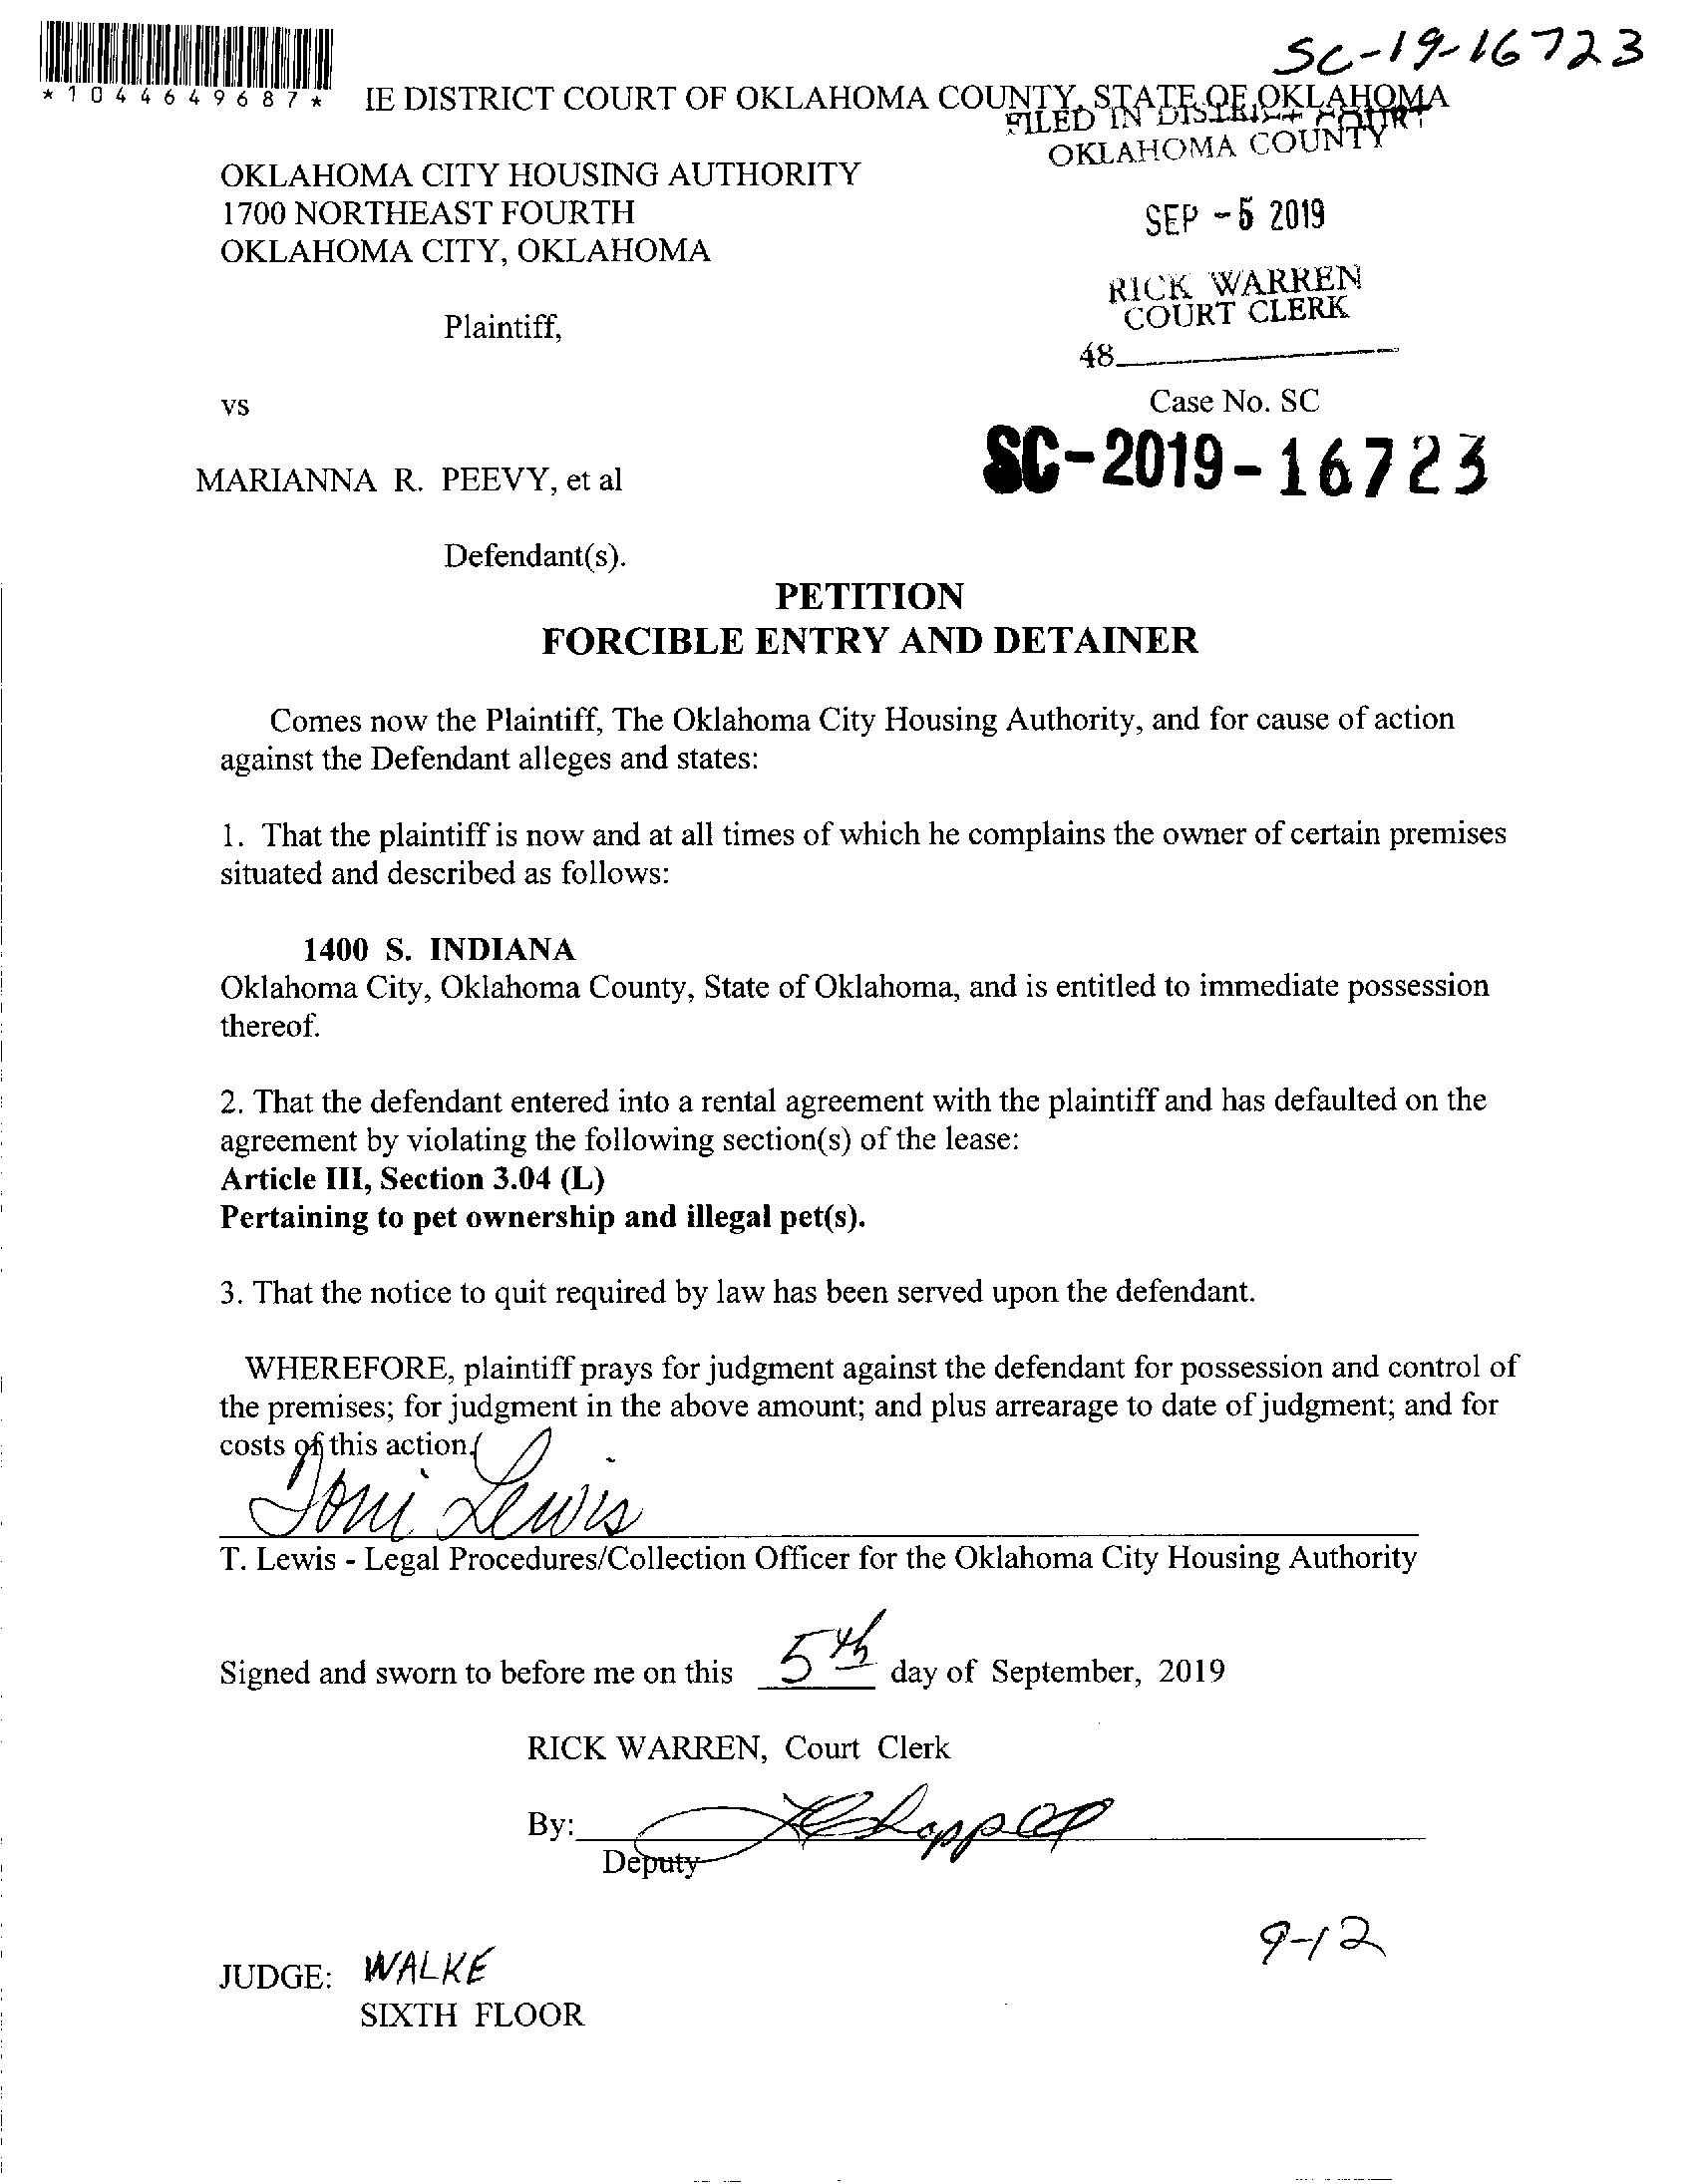 SC-19-16723
*1044649687*
IE DISTRICT COURT OF OKLAHOMA COUNTY, STATE OF OKLAHOMA
FILED IN DISTRICT COURT
OKLAHOMA COUNTY
OKLAHOMA CITY HOUSING AUTHORITY
1700 NORTHEAST FOURTH
OKLAHOMA CITY, OKLAHOMA
SEP -5 2019
RICK WARREN
COURT CLERK
Plaintiff,
48
vs
Case No. SC
SC-2019-16723
MARIANNA R. PEEVY, et al
Defendant(s).
PETITION
FORCIBLE ENTRY AND DETAINER
Comes now the Plaintiff, The Oklahoma City Housing Authority, and for cause of action
against the Defendant alleges and states:
1. That the plaintiff is now and at all times of which he complains the owner of certain premises
situated and described as follows:
1400 S. INDIANA
Oklahoma City, Oklahoma County, State of Oklahoma, and is entitled to immediate possession
thereof.
2. That the defendant entered into a rental agreement with the plaintiff and has defaulted on the
agreement by violating the following section(s) of the lease:
Article III, Section 3.04 (L)
Pertaining to pet ownership and illegal pet(s).
3. That the notice to quit required by law has been served upon the defendant.
WHEREFORE, plaintiff prays for judgment against the defendant for possession and control of
the premises; for judgment in the above amount; and plus arrearage to date of judgment; and for
costs of this action.
Toni Lewis
T. Lewis - Legal Procedures/Collection Officer for the Oklahoma City Housing Authority
Signed and sworn to before me on this 5th day of September, 2019
RICK WARREN, Court Clerk
By:
Deputy
9-12
JUDGE: WALKE
SIXTH FLOOR